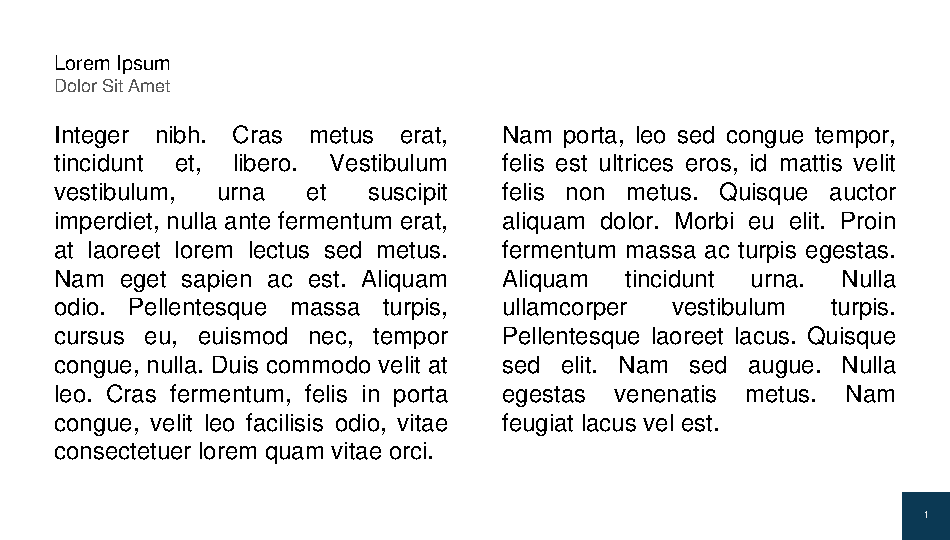 Lorem Ipsum
Dolor Sit Amet
Integer nibh. Cras metus erat,
tincidunt et, libero. Vestibulum
vestibulum, urna et suscipit
imperdiet, nulla ante fermentum erat,
at laoreet lorem lectus sed metus.
Nam eget sapien ac est. Aliquam
odio. Pellentesque massa turpis,
cursus eu, euismod nec, tempor
congue, nulla. Duis commodo velit at
leo. Cras fermentum, felis in porta
congue, velit leo facilisis odio, vitae
consectetuer lorem quam vitae orci.
Nam porta, leo sed congue tempor,
felis est ultrices eros, id mattis velit
felis non metus. Quisque auctor
aliquam dolor. Morbi eu elit. Proin
fermentum massa ac turpis egestas.
Aliquam tincidunt urna. Nulla
ullamcorper vestibulum turpis.
Pellentesque laoreet lacus. Quisque
sed elit. Nam sed augue. Nulla
egestas venenatis metus. Nam
feugiat lacus vel est.
1